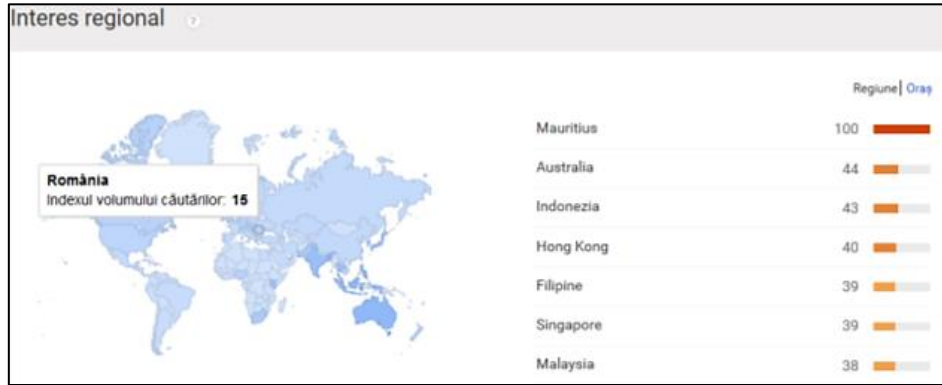 Interes regional ?
Regiune| Oraș
România
Indexul volumului căutărilor: 15
Mauritius 100
Australia 44
Indonezia 43
Hong Kong 40
Filipine 39
Singapore 39
Malaysia 38